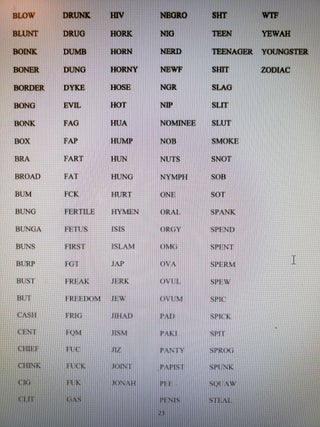 BLOW DRUNK HIV NEGRO SHT WTF
BLUNT DRUG HORK NIG TEEN YEWAH
BOINK DUMB HORN NERD TEENAGER YOUNGSTER
BONER DUNG HORNY NEWF SHIT ZODIAC
BORDER DYKE HOSE NGR SLAG
BONG EVIL HOT NIP SLIT
BONK FAG HUA NOMINEE SLUT
BOX FAP HUMP NOB SMOKE
BRA FART HUN NUTS SNOT
BROAD FAT HUNG NYMPH SOB
BUM FCK HURT ONE SOT
BUNG FERTILE HYMEN ORAL SPANK
BUNGA FETUS ISIS ORGY SPEND
BUNS FIRST ISLAM OMG SPENT
BURP FGT JAP OVA SPERM
BUST FREAK JERK OVUL SPEW
BUT FREEDOM JEW OVUM SPIC
CASH FRIG JIHAD PAD SPICK
CENT FQM JISM PAKI SPIT
CHIEF FUC JIZ PANTY SPROG
CHINK FUCK JOINT PAPIST SPUNK
CIG FUK JONAH PEE SQUAW
CLIT GAS PENIS STEAL
23